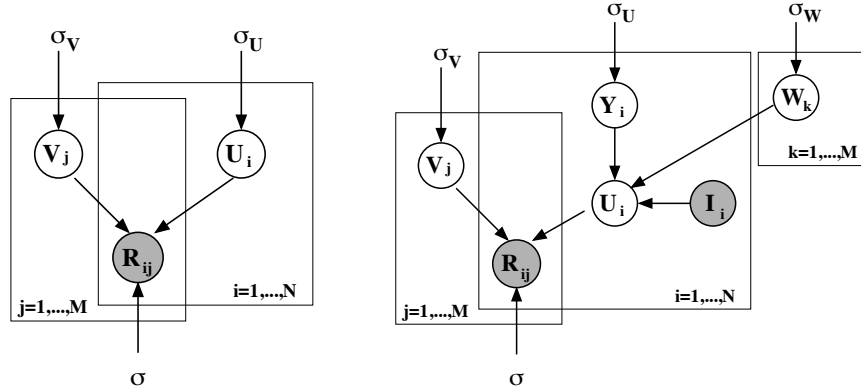 σV
σU
Vj
Ui
Rij
j=1,...,M
i=1,...,N
σ
σU
σW
σV
Yi
Wk
k=1,...,M
Vj
Ui
Ii
Rij
j=1,...,M
i=1,...,N
σ